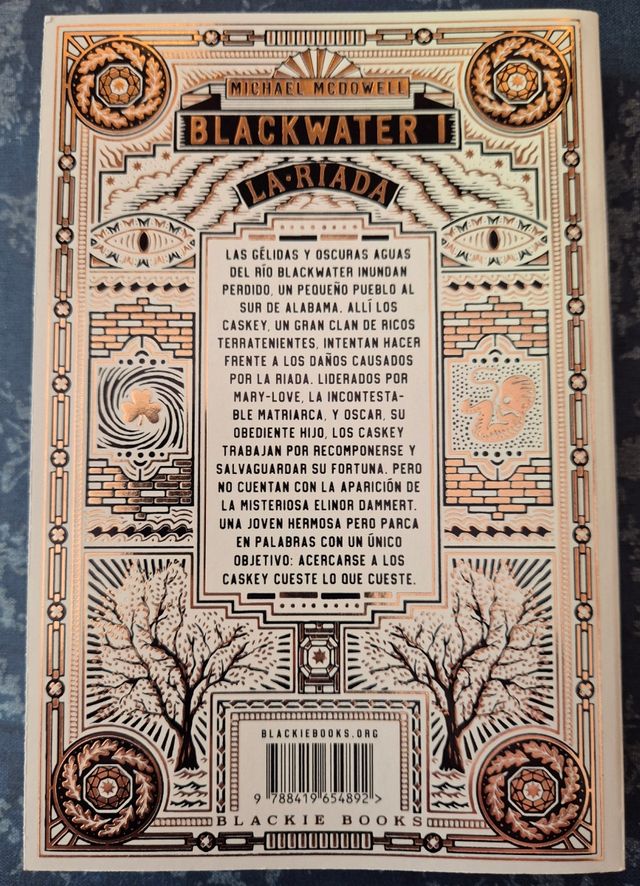 MICHAEL MCDOWELL
BLACKWATER I
LA·RIADA
LAS GÉLIDAS Y OSCURAS AGUAS
DEL RÍO BLACKWATER INUNDAN
PERDIDO, UN PEQUEÑO PUEBLO AL
SUR DE ALABAMA. ALLÍ LOS
CASKEY, UN GRAN CLAN DE RICOS
TERRATENIENTES, INTENTAN HACER
FRENTE A LOS DAÑOS CAUSADOS
POR LA RIADA. LIDERADOS POR
MARY-LOVE, LA INCONTESTA-
BLE MATRIARCA, Y OSCAR, SU
OBEDIENTE HIJO, LOS CASKEY
TRABAJAN POR RECOMPONERSE Y
SALVAGUARDAR SU FORTUNA. PERO
NO CUENTAN CON LA APARICIÓN DE
LA MISTERIOSA ELINOR DAMMERT.
UNA JOVEN HERMOSA PERO PARCA
EN PALABRAS CON UN ÚNICO
OBJETIVO: ACERCARSE A LOS
CASKEY CUESTE LO QUE CUESTE.
BLACKIEBOOKS.ORG
9 788419 654892 >
BLACKIE BOOKS